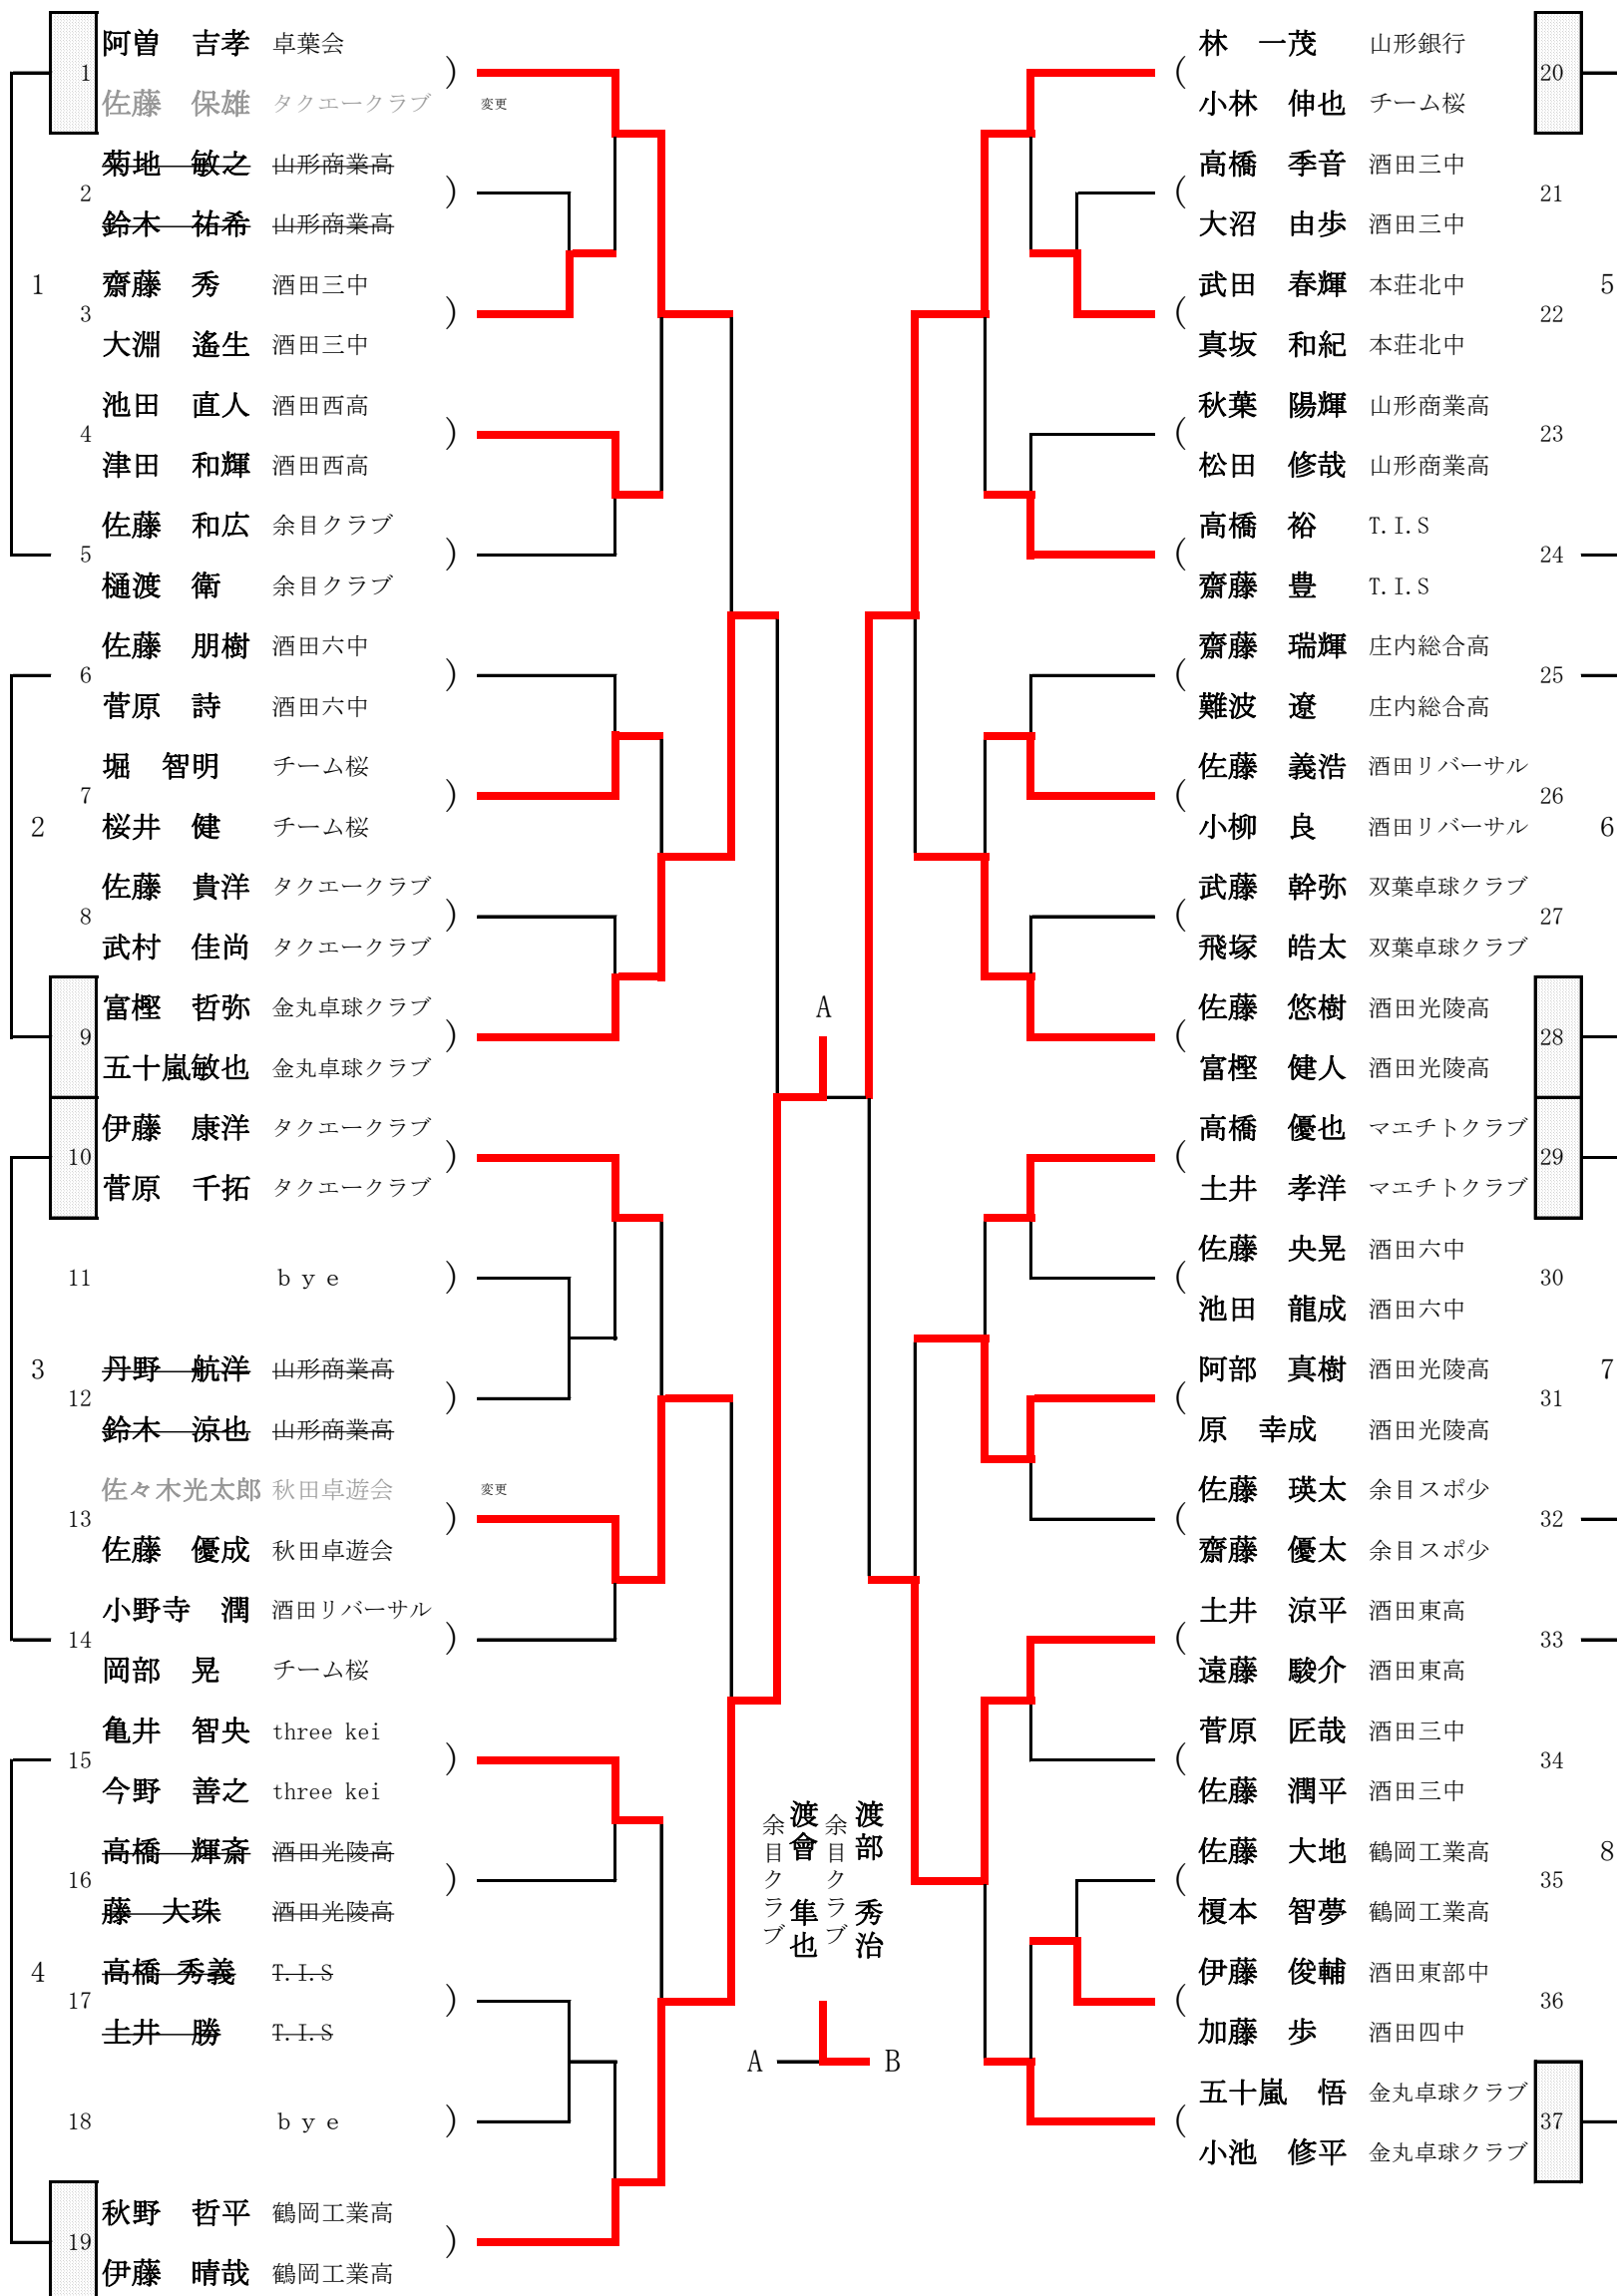 1
阿曽　吉孝 卓葉会
佐藤　保雄 タクエークラブ 変更
2
菊地　敏之 山形商業高
鈴木　祐希 山形商業高
1
3
齋藤　秀 酒田三中
大淵　遙生 酒田三中
4
池田　直人 酒田西高
津田　和輝 酒田西高
5
佐藤　和広 余目クラブ
樋渡　衛 余目クラブ
6
佐藤　朋樹 酒田六中
菅原　詩 酒田六中
2
7
堀　智明 チーム桜
桜井　健 チーム桜
8
佐藤　貴洋 タクエークラブ
武村　佳尚 タクエークラブ
9
富樫　哲弥 金丸卓球クラブ
五十嵐敏也 金丸卓球クラブ
10
伊藤　康洋 タクエークラブ
菅原　千拓 タクエークラブ
11 ｂｙｅ
3
12
丹野　航洋 山形商業高
鈴木　涼也 山形商業高
13
佐々木光太郎 秋田卓遊会 変更
佐藤　優成 秋田卓遊会
14
小野寺　潤 酒田リバーサル
岡部　晃 チーム桜
15
亀井　智央 three kei
今野　善之 three kei
16
高橋　輝斎 酒田光陵高
藤　大珠 酒田光陵高
4
17
高橋 秀義 T.I.S
土井　勝 T.I.S
18 ｂｙｅ
19
秋野　哲平 鶴岡工業高
伊藤　晴哉 鶴岡工業高
A
渡部　秀治
余目クラブ
渡會　隼也
余目クラブ
A B
20
林　一茂 山形銀行
小林　伸也 チーム桜
21
高橋　季音 酒田三中
大沼　由歩 酒田三中
5
22
武田　春輝 本荘北中
真坂　和紀 本荘北中
23
秋葉　陽輝 山形商業高
松田　修哉 山形商業高
24
高橋　裕 T.I.S
齋藤　豊 T.I.S
25
齋藤　瑞輝 庄内総合高
難波　遼 庄内総合高
6
26
佐藤　義浩 酒田リバーサル
小柳　良 酒田リバーサル
27
武藤　幹弥 双葉卓球クラブ
飛塚　皓太 双葉卓球クラブ
28
佐藤　悠樹 酒田光陵高
富樫　健人 酒田光陵高
29
高橋　優也 マエチトクラブ
土井　孝洋 マエチトクラブ
30
佐藤　央晃 酒田六中
池田　龍成 酒田六中
7
31
阿部　真樹 酒田光陵高
原　幸成 酒田光陵高
32
佐藤　瑛太 余目スポ少
齋藤　優太 余目スポ少
33
土井　涼平 酒田東高
遠藤　駿介 酒田東高
34
菅原　匠哉 酒田三中
佐藤　潤平 酒田三中
8
35
佐藤　大地 鶴岡工業高
榎本　智夢 鶴岡工業高
36
伊藤　俊輔 酒田東部中
加藤　歩 酒田四中
37
五十嵐　悟 金丸卓球クラブ
小池　修平 金丸卓球クラブ